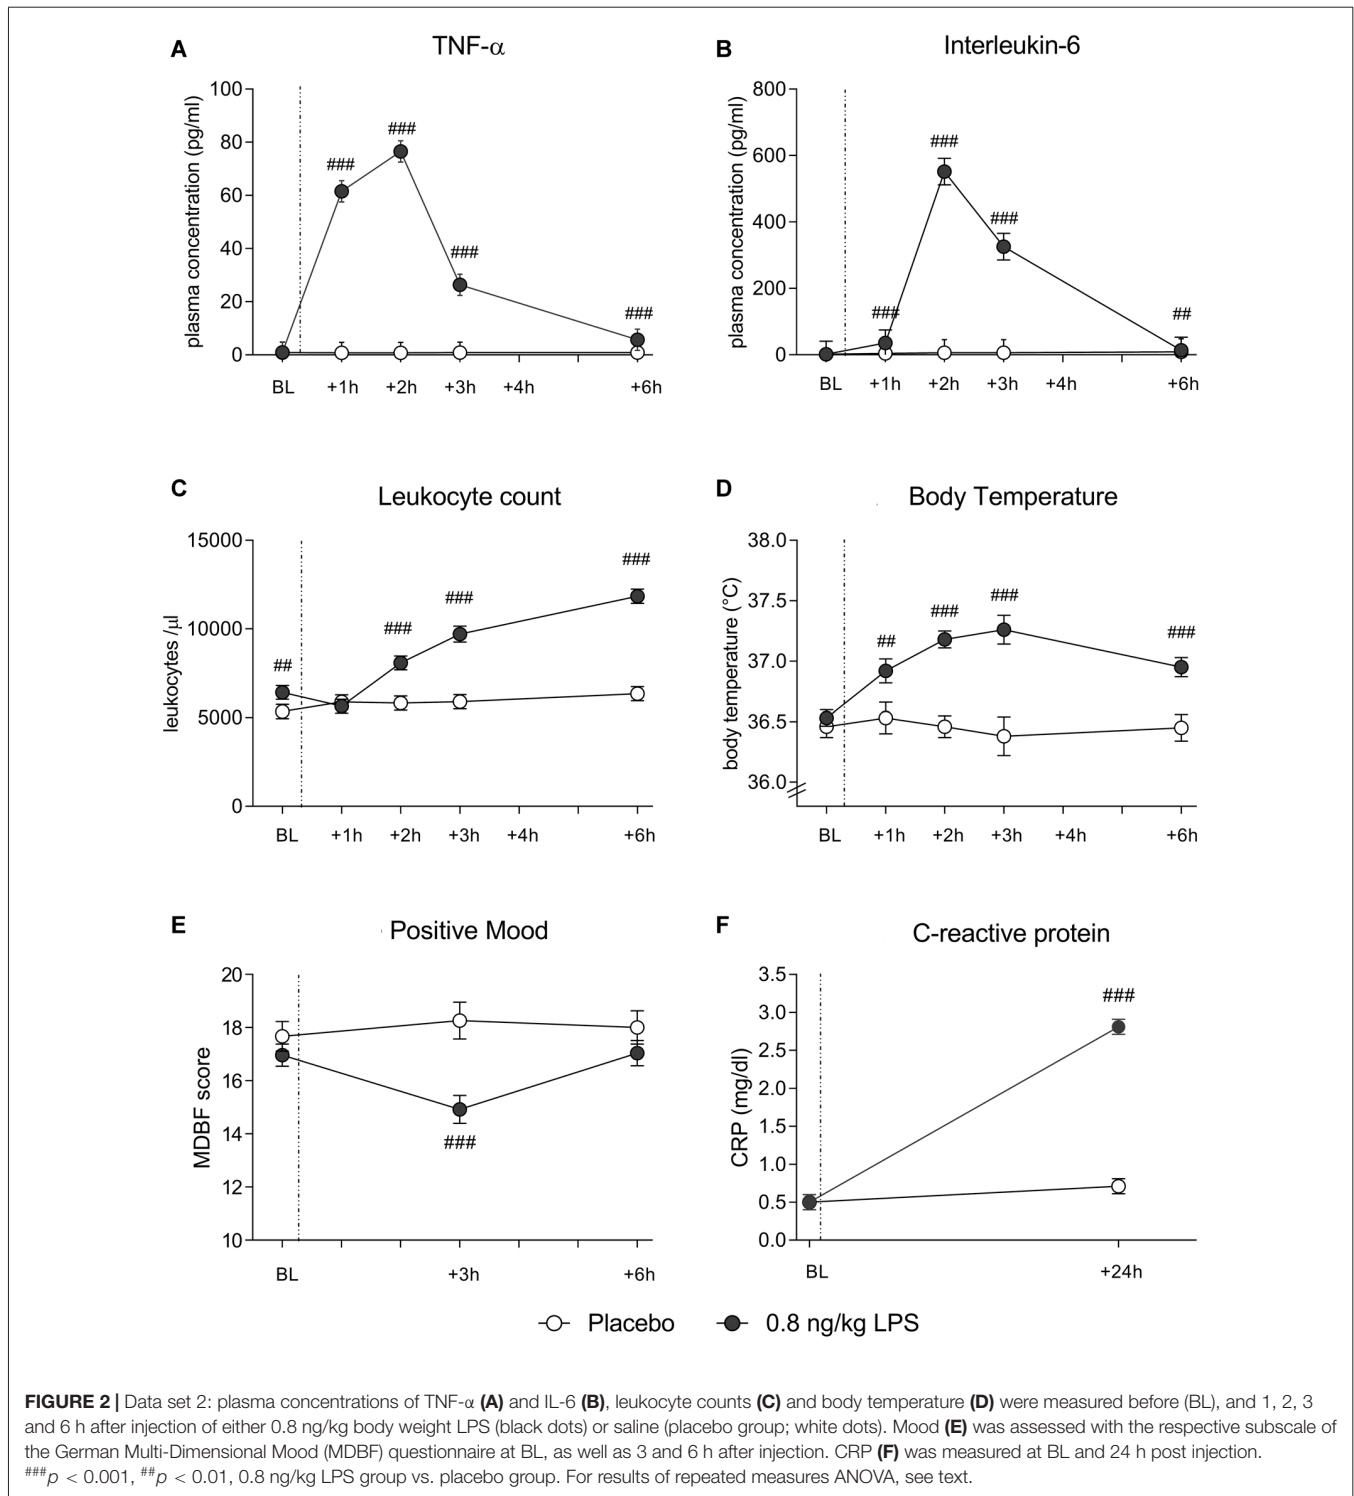 A
TNF-α
plasma concentration (pg/ml)
100
80
60
40
20
0
###
###
###
###
BL +1h +2h +3h +4h +6h
B
Interleukin-6
plasma concentration (pg/ml)
800
600
400
200
0
###
###
###
##
BL +1h +2h +3h +4h +6h
C
Leukocyte count
leukocytes /μl
15000
10000
5000
0
##
###
###
###
BL +1h +2h +3h +4h +6h
D
Body Temperature
body temperature (°C)
38.0
37.5
37.0
36.5
36.0
##
###
###
###
BL +1h +2h +3h +4h +6h
E
Positive Mood
MDBF score
20
18
16
14
12
10
###
BL +3h +6h
F
C-reactive protein
CRP (mg/dl)
3.5
3.0
2.5
2.0
1.5
1.0
0.5
0.0
###
BL +24h
Placebo 0.8 ng/kg LPS
FIGURE 2 | Data set 2: plasma concentrations of TNF-α (A) and IL-6 (B), leukocyte counts (C) and body temperature (D) were measured before (BL), and 1, 2, 3
and 6 h after injection of either 0.8 ng/kg body weight LPS (black dots) or saline (placebo group; white dots). Mood (E) was assessed with the respective subscale of
the German Multi-Dimensional Mood (MDBF) questionnaire at BL, as well as 3 and 6 h after injection. CRP (F) was measured at BL and 24 h post injection.
###p < 0.001, ##p < 0.01, 0.8 ng/kg LPS group vs. placebo group. For results of repeated measures ANOVA, see text.